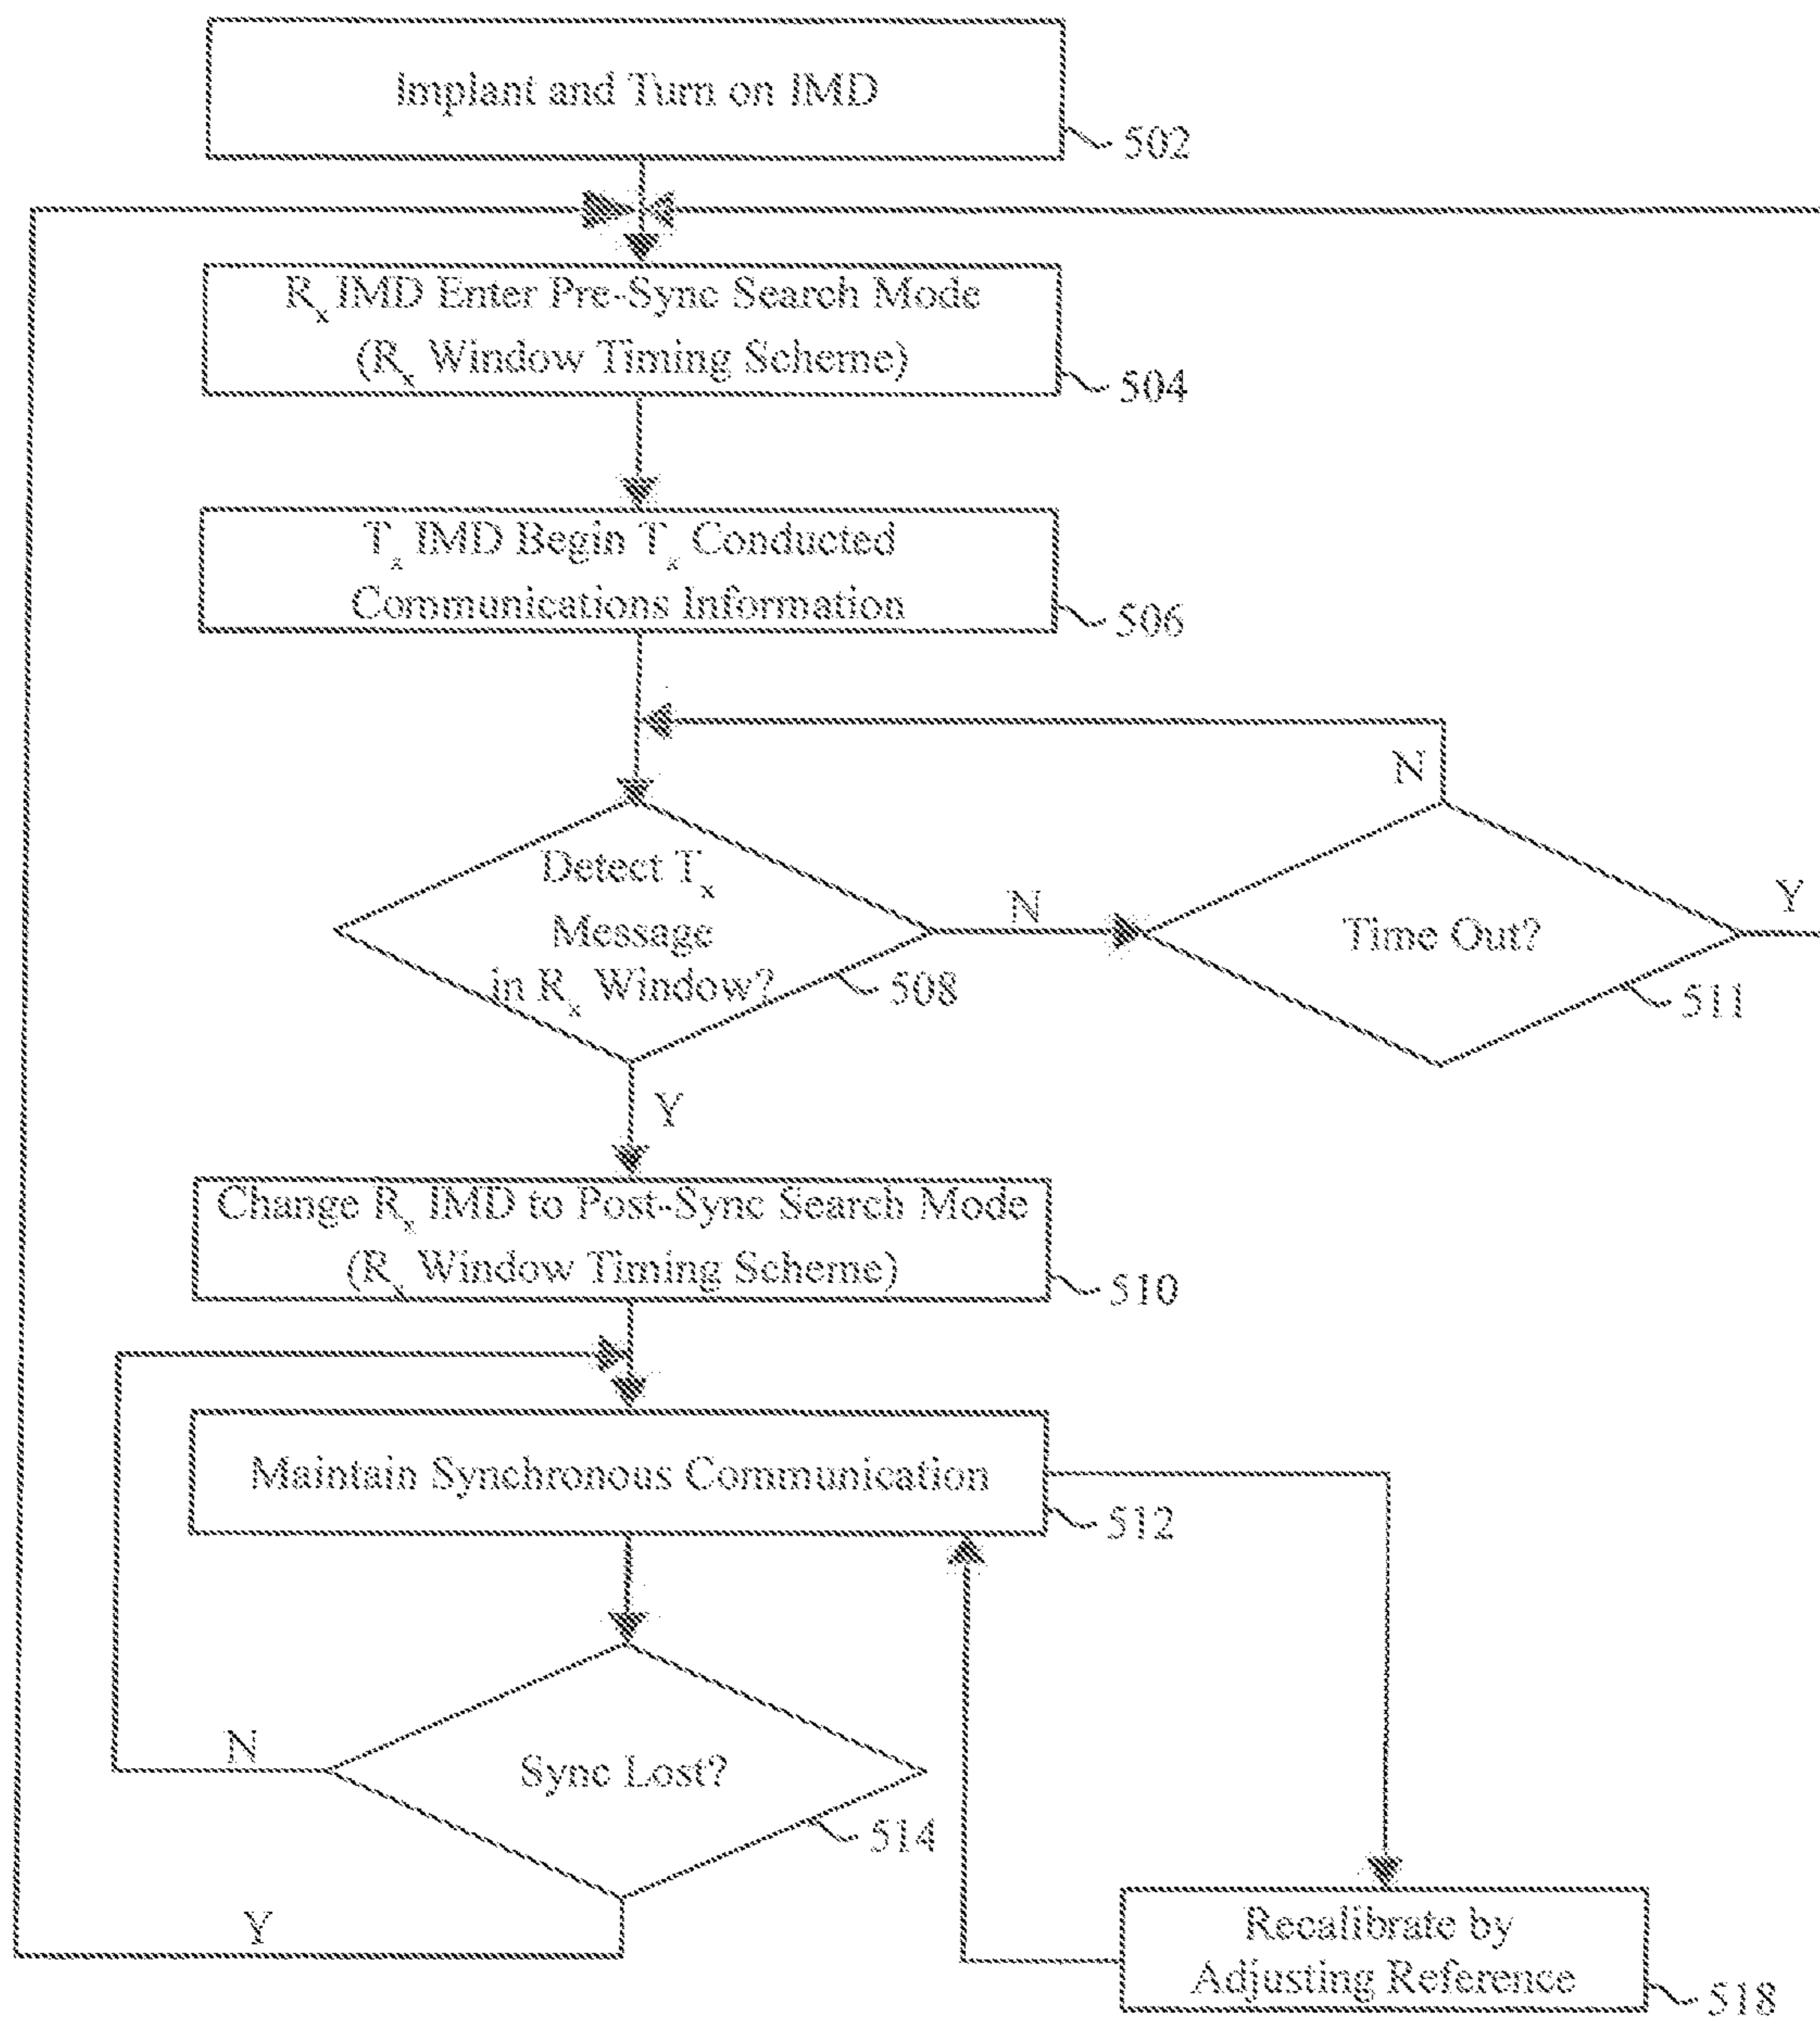 Implant and Turn on IMD
502
Rx IMD Enter Pre-Sync Search Mode
(Rx Window Timing Scheme)
504
Tx IMD Begin Tx Conducted
Communications Information
506
N
Detect Tx
Message
in Rx Window?
508
N
Time Out?
Y
511
Y
Change Rx IMD to Post-Sync Search Mode
(Rx Window Timing Scheme)
510
Maintain Synchronous Communication
512
N
Sync Lost?
514
Y
Recalibrate by
Adjusting Reference
518